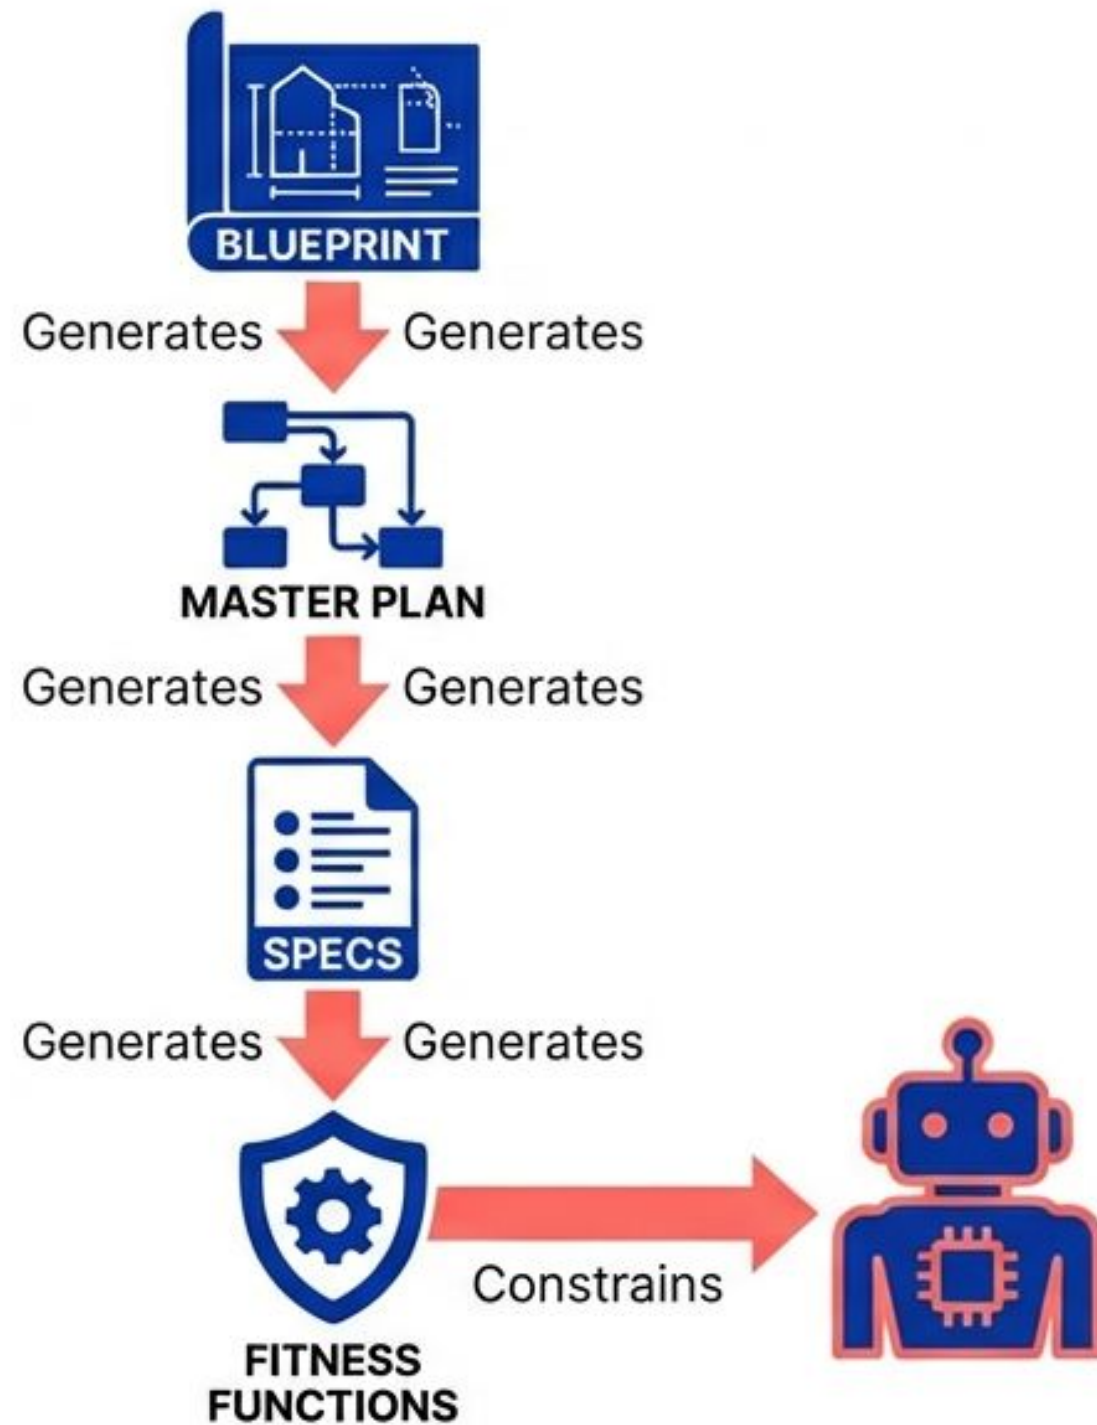 BLUEPRINT
Generates Generates
MASTER PLAN
Generates Generates
SPECS
Generates Generates
Constrains
FITNESS
FUNCTIONS